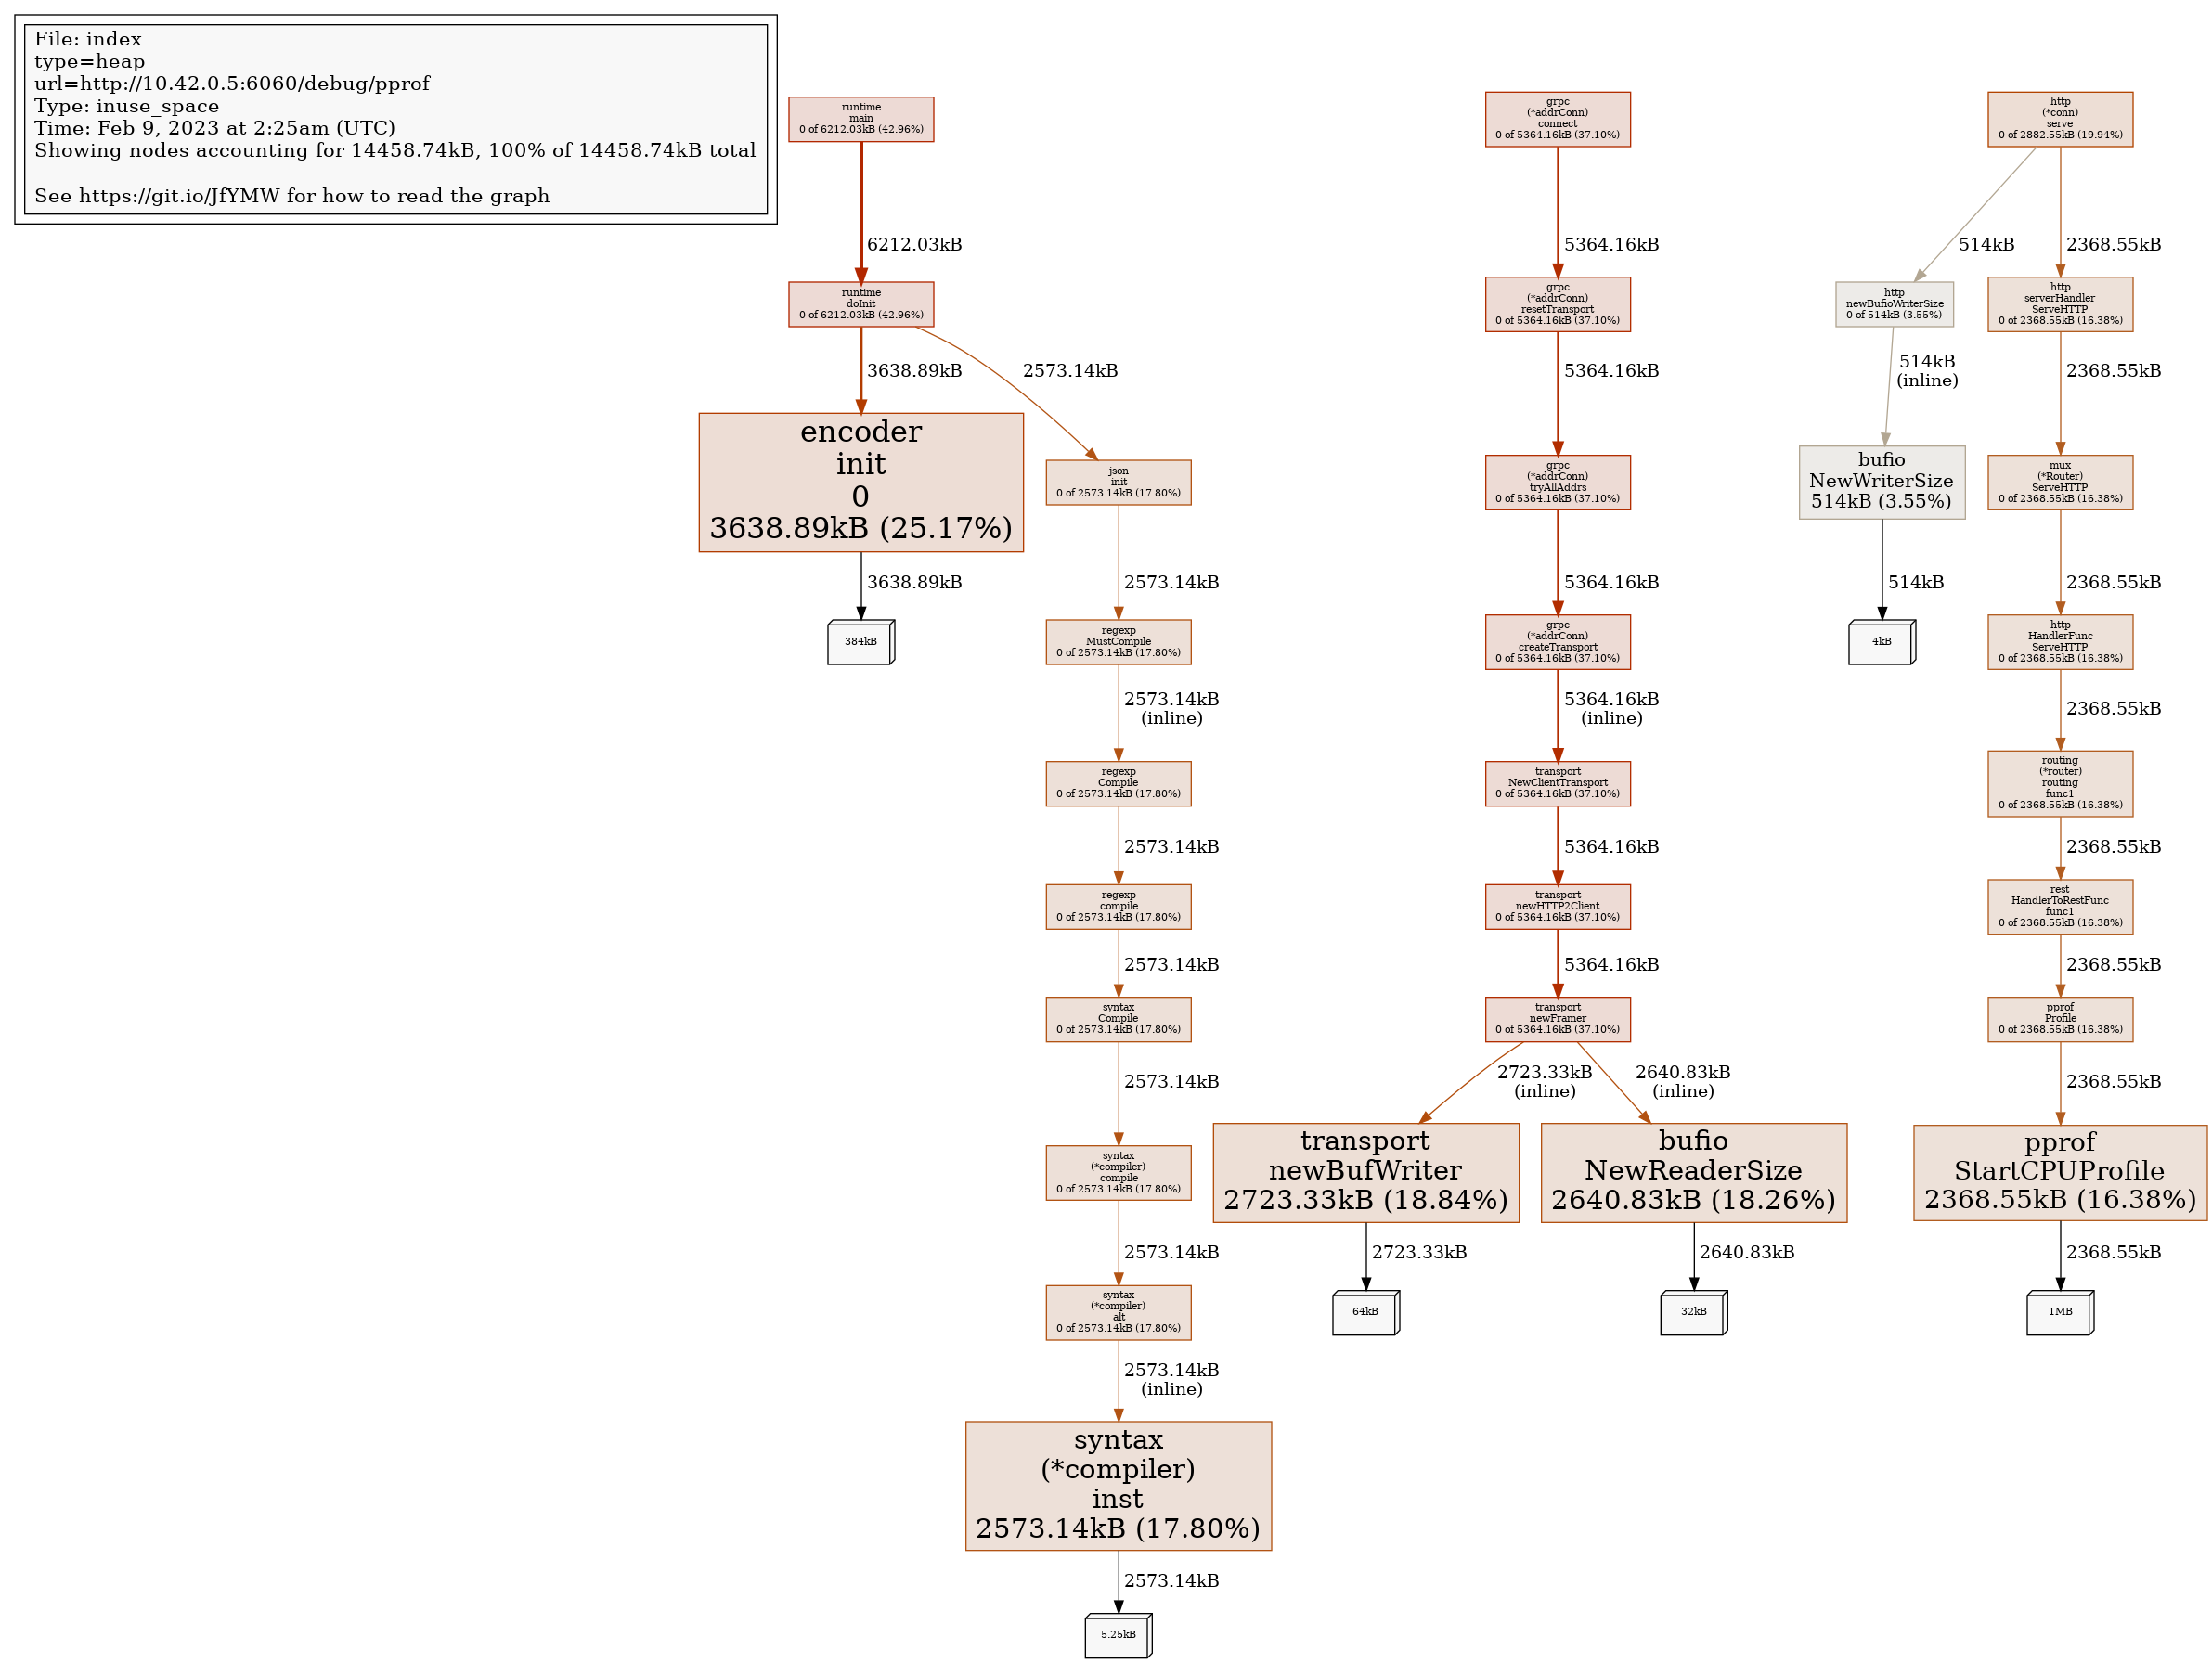 File: index
type=heap
url=http://10.42.0.5:6060/debug/pprof
Type: inuse_space
Time: Feb 9, 2023 at 2:25am (UTC)
Showing nodes accounting for 14458.74kB, 100% of 14458.74kB total
See https://git.io/JfYMW for how to read the graph
runtime
main
0 of 6212.03kB (42.96%)
6212.03kB
runtime
doInit
0 of 6212.03kB (42.96%)
3638.89kB
2573.14kB
encoder
init
0
3638.89kB (25.17%)
3638.89kB
384kB
json
init
0 of 2573.14kB (17.80%)
2573.14kB
regexp
MustCompile
0 of 2573.14kB (17.80%)
2573.14kB
(inline)
regexp
Compile
0 of 2573.14kB (17.80%)
2573.14kB
regexp
compile
0 of 2573.14kB (17.80%)
2573.14kB
syntax
Compile
0 of 2573.14kB (17.80%)
2573.14kB
syntax
(*compiler)
compile
0 of 2573.14kB (17.80%)
2573.14kB
syntax
(*compiler)
alt
0 of 2573.14kB (17.80%)
2573.14kB
(inline)
syntax
(*compiler)
inst
2573.14kB (17.80%)
2573.14kB
5.25kB
grpc
(*addrConn)
connect
0 of 5364.16kB (37.10%)
5364.16kB
grpc
(*addrConn)
resetTransport
0 of 5364.16kB (37.10%)
5364.16kB
grpc
(*addrConn)
tryAllAddrs
0 of 5364.16kB (37.10%)
5364.16kB
grpc
(*addrConn)
createTransport
0 of 5364.16kB (37.10%)
5364.16kB
(inline)
transport
NewClientTransport
0 of 5364.16kB (37.10%)
5364.16kB
transport
newHTTP2Client
0 of 5364.16kB (37.10%)
5364.16kB
transport
newFramer
0 of 5364.16kB (37.10%)
2723.33kB
(inline)
2640.83kB
(inline)
transport
newBufWriter
2723.33kB (18.84%)
2723.33kB
64kB
bufio
NewReaderSize
2640.83kB (18.26%)
2640.83kB
32kB
http
(*conn)
serve
0 of 2882.55kB (19.94%)
514kB
2368.55kB
http
newBufioWriterSize
0 of 514kB (3.55%)
514kB
(inline)
bufio
NewWriterSize
514kB (3.55%)
514kB
4kB
http
serverHandler
ServeHTTP
0 of 2368.55kB (16.38%)
2368.55kB
mux
(*Router)
ServeHTTP
0 of 2368.55kB (16.38%)
2368.55kB
http
HandlerFunc
ServeHTTP
0 of 2368.55kB (16.38%)
2368.55kB
routing
(*router)
routing
func1
0 of 2368.55kB (16.38%)
2368.55kB
rest
HandlerToRestFunc
func1
0 of 2368.55kB (16.38%)
2368.55kB
pprof
Profile
0 of 2368.55kB (16.38%)
2368.55kB
pprof
StartCPUProfile
2368.55kB (16.38%)
2368.55kB
1MB